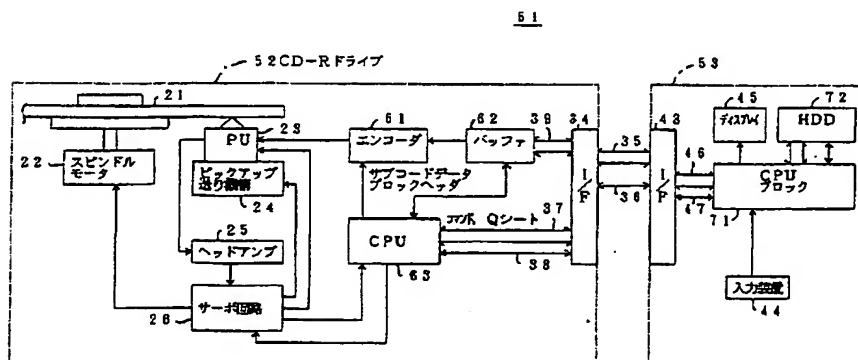 51
52CD-Rドライブ
53
21
PU
23
22
スピンドル
モータ
ピックアップ
送り機構
24
25
ヘッドアンプ
サーボ回路
26
61
エンコーダ
62
バッファ
39
34
I/F
サブコードデータ
ブロックヘッダ
コマンド、Qシート
37
CPU
63
38
35
36
43
I/F
45
ディスプレイ
72
HDD
46
47
CPU
ブロック
71
入力装置
44